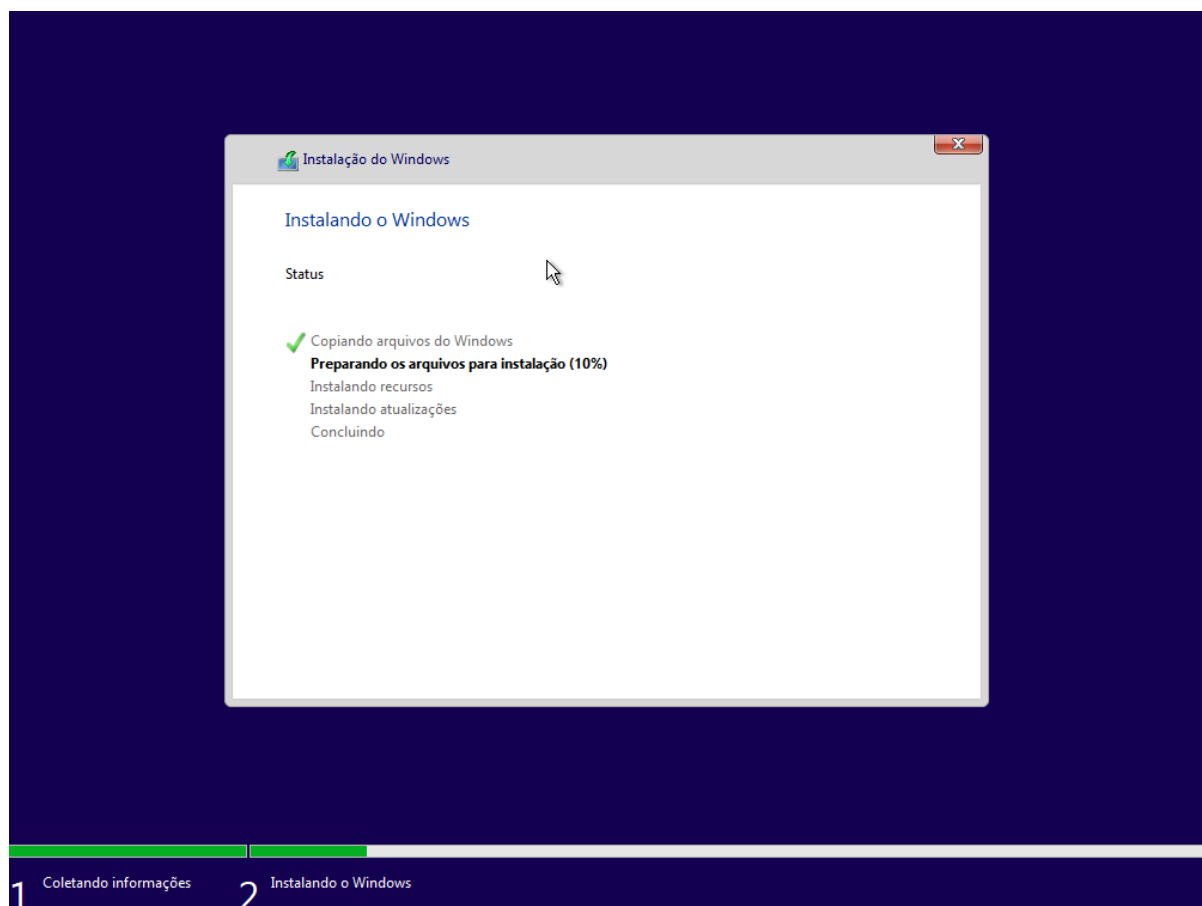 Instalação do Windows
Instalando o Windows
Status
Copiando arquivos do Windows
Preparando os arquivos para instalação (10%)
Instalando recursos
Instalando atualizações
Concluindo
1 Coletando informações
2 Instalando o Windows